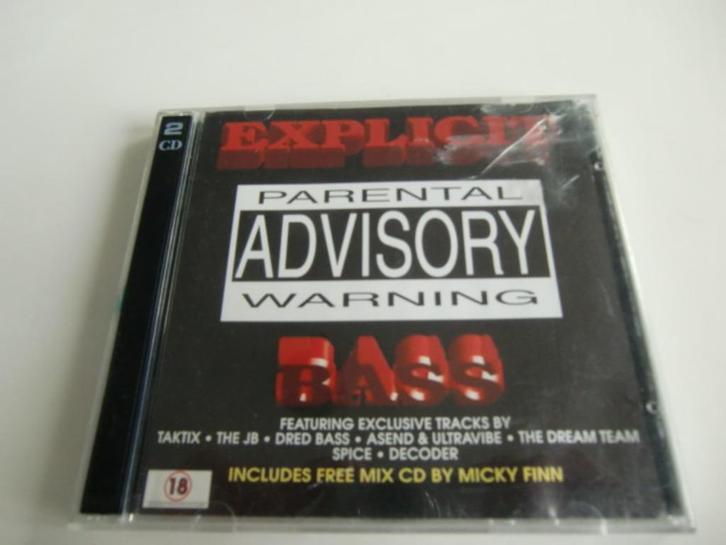 2
CD
EXPLICIT
PARENTAL
ADVISORY
WARNING
BASS
FEATURING EXCLUSIVE TRACKS BY
TAKTIX • THE JB • DRED BASS • ASEND & ULTRAVIBE • THE DREAM TEAM
SPICE • DECODER
INCLUDES FREE MIX CD BY MICKY FINN
18